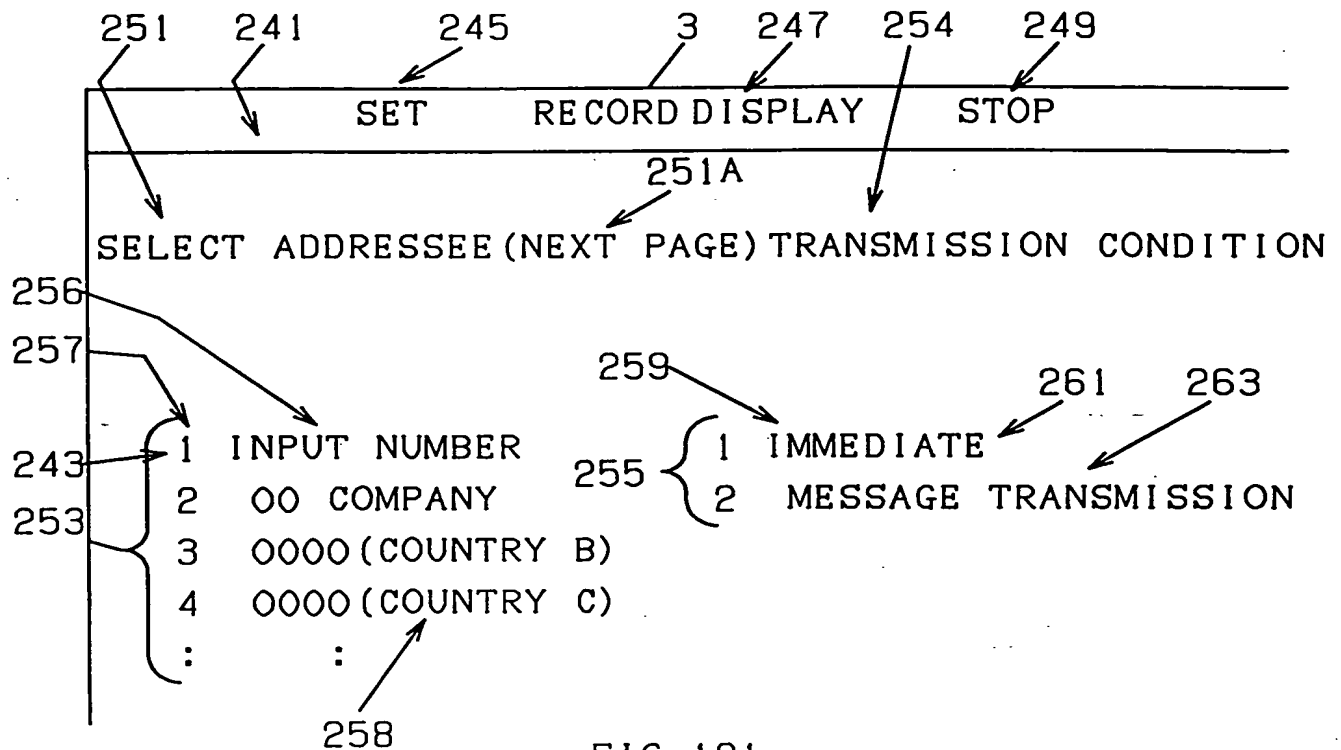 251 241 245 3 247 254 249
SET RECORD DISPLAY STOP
251A
SELECT ADDRESSEE (NEXT PAGE) TRANSMISSION CONDITION
256
257
259 261 263
1 INPUT NUMBER
1 IMMEDIATE
243
255
2 OO COMPANY
2 MESSAGE TRANSMISSION
253
3 OOOO (COUNTRY B)
4 OOOO (COUNTRY C)
: :
258